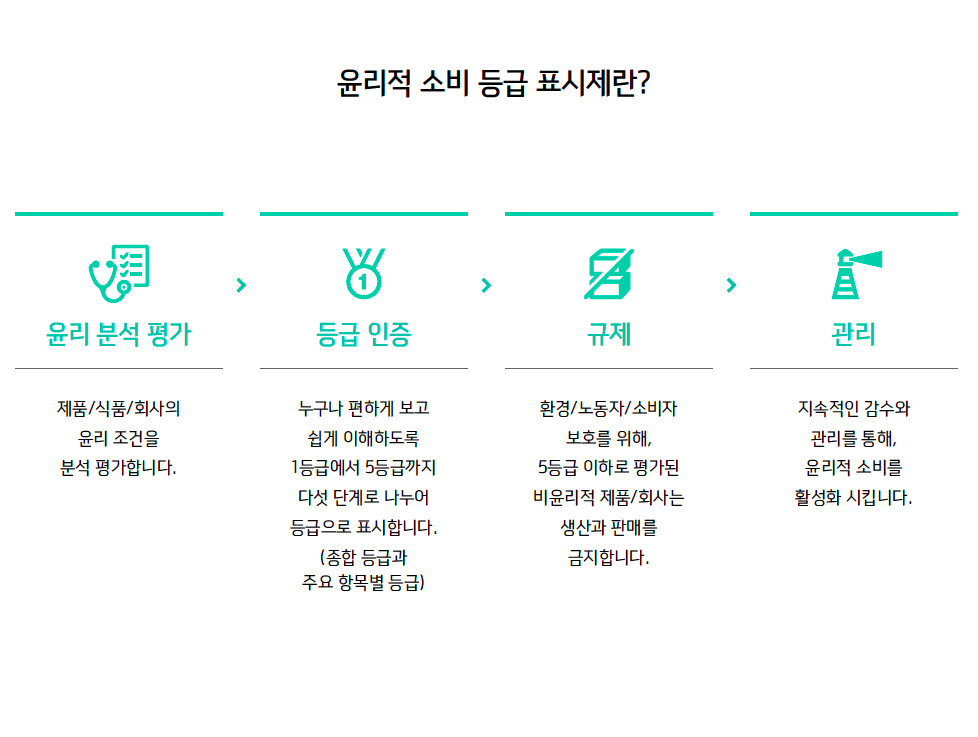 윤리적 소비 등급 표시제란?
1
윤리 분석 평가
제품/식품/회사의
윤리 조건을
분석 평가합니다.
등급 인증
누구나 편하게 보고
쉽게 이해하도록
1등급에서 5등급까지
다섯 단계로 나누어
등급으로 표시합니다.
(종합 등급과
주요 항목별 등급)
규제
환경/노동자/소비자
보호를 위해,
5등급 이하로 평가된
비윤리적 제품/회사는
생산과 판매를
금지합니다.
관리
지속적인 감수와
관리를 통해,
윤리적 소비를
활성화 시킵니다.